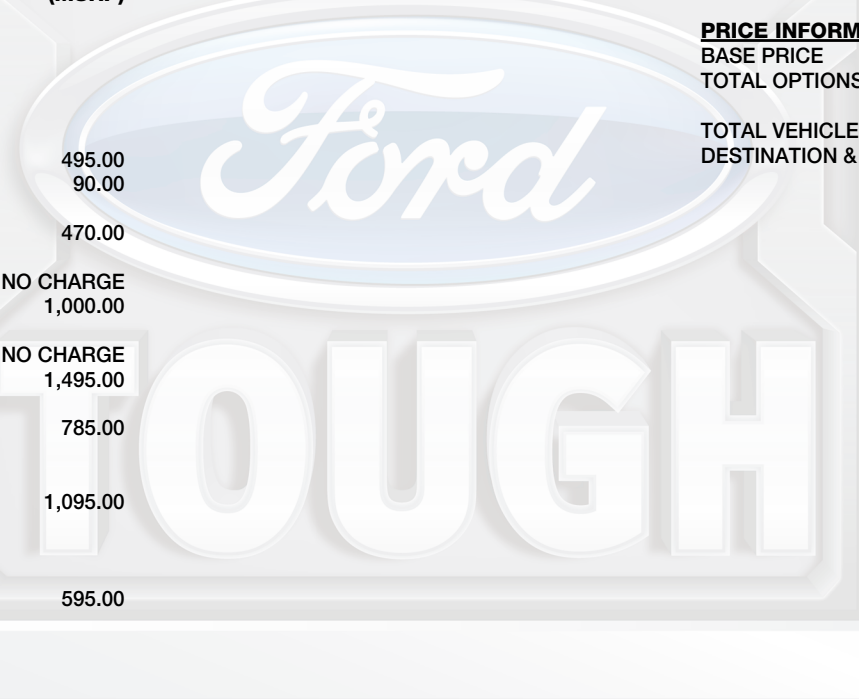 (MSRP)
495.00
90.00
470.00
NO CHARGE
1,000.00
NO CHARGE
1,495.00
785.00
1,095.00
595.00
PRICE INFORM
BASE PRICE
TOTAL OPTIONS
TOTAL VEHICLE
DESTINATION &
Ford
TOUGH